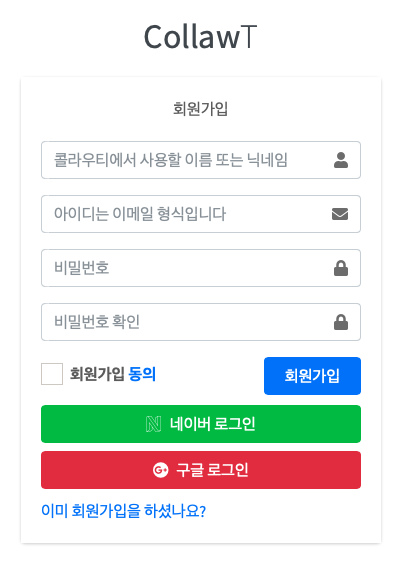 CollawT
회원가입
콜라우티에서 사용할 이름 또는 닉네임
아이디는 이메일 형식입니다
비밀번호
비밀번호 확인
회원가입 동의
회원가입
네이버 로그인
구글 로그인
이미 회원가입을 하셨나요?